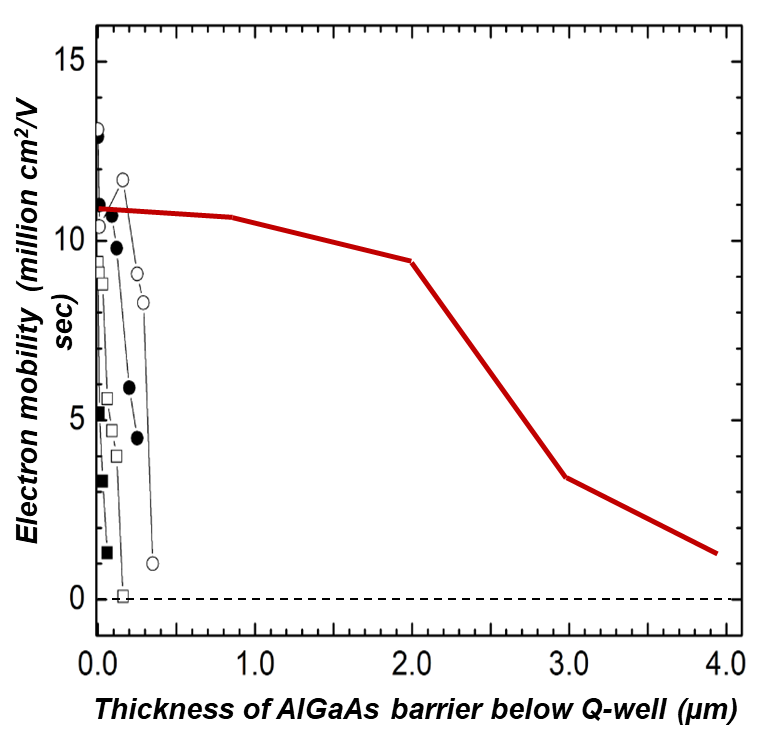 15
10
5
0
0.0 1.0 2.0 3.0 4.0
Electron mobility (million cm²/V
sec)
Thickness of AlGaAs barrier below Q-well (μm)